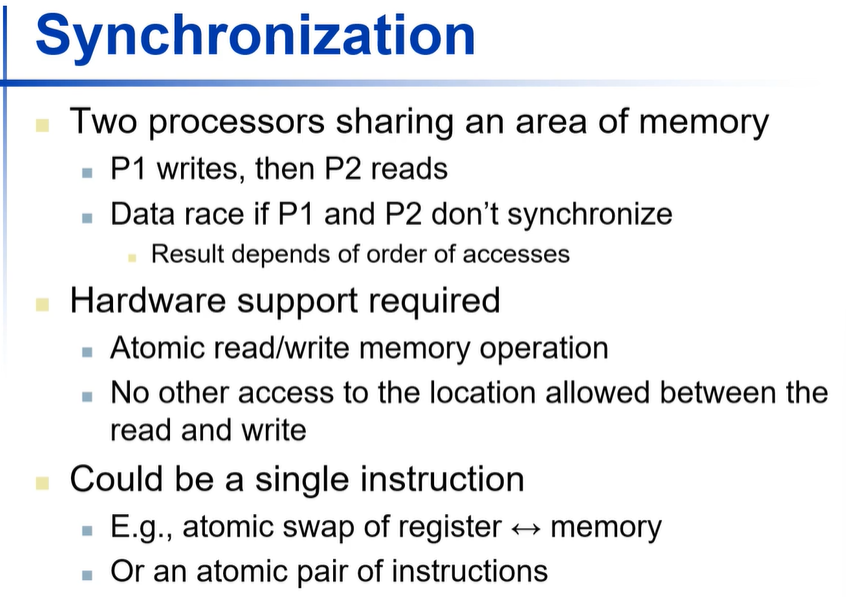 Synchronization
Two processors sharing an area of memory
P1 writes, then P2 reads
Data race if P1 and P2 don’t synchronize
Result depends of order of accesses
Hardware support required
Atomic read/write memory operation
No other access to the location allowed between the
read and write
Could be a single instruction
E.g., atomic swap of register ↔ memory
Or an atomic pair of instructions